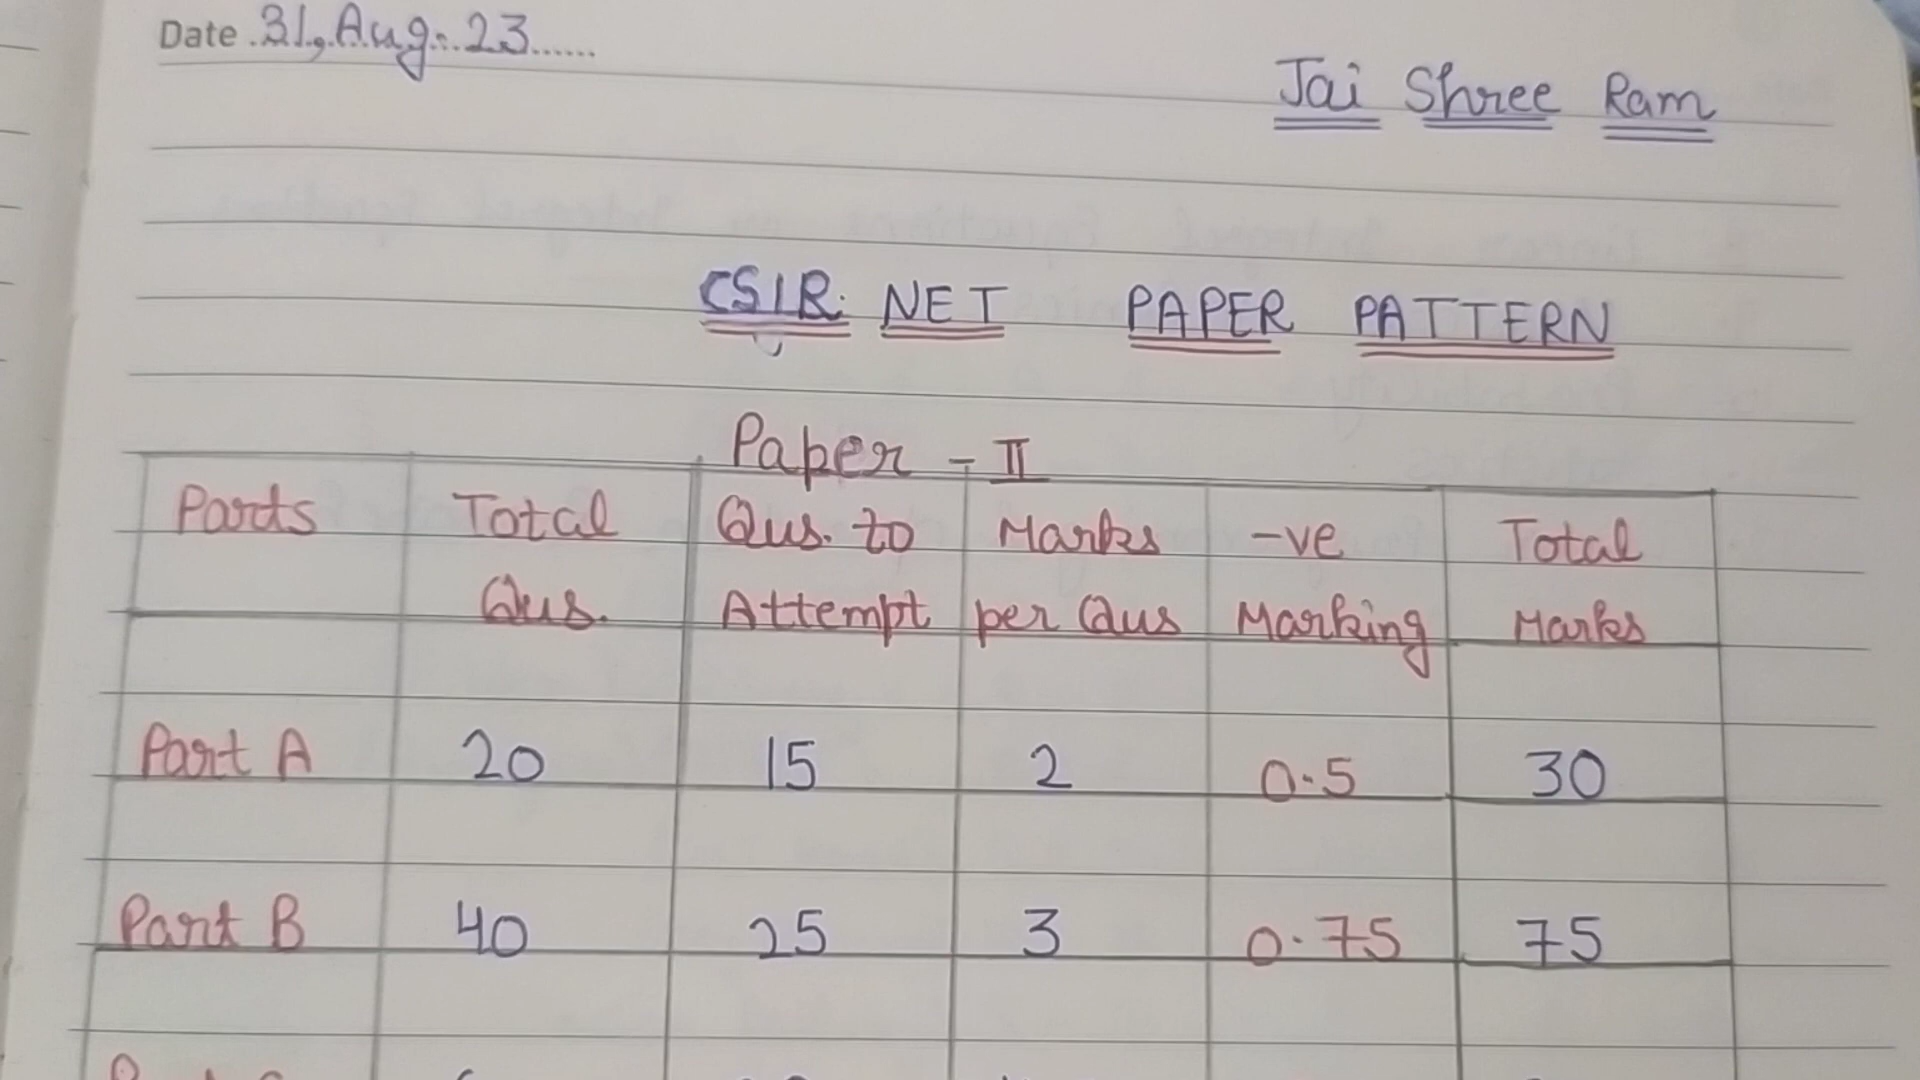 Date 31, Aug. 23
Jai Shree Ram
CSIR NET PAPER PATTERN
Paper - II
Parts Total Qus. to Marks -ve Total
Qus. Attempt per Qus Marking Marks
Part A 20 15 2 0.5 30
Part B 40 25 3 0.75 75